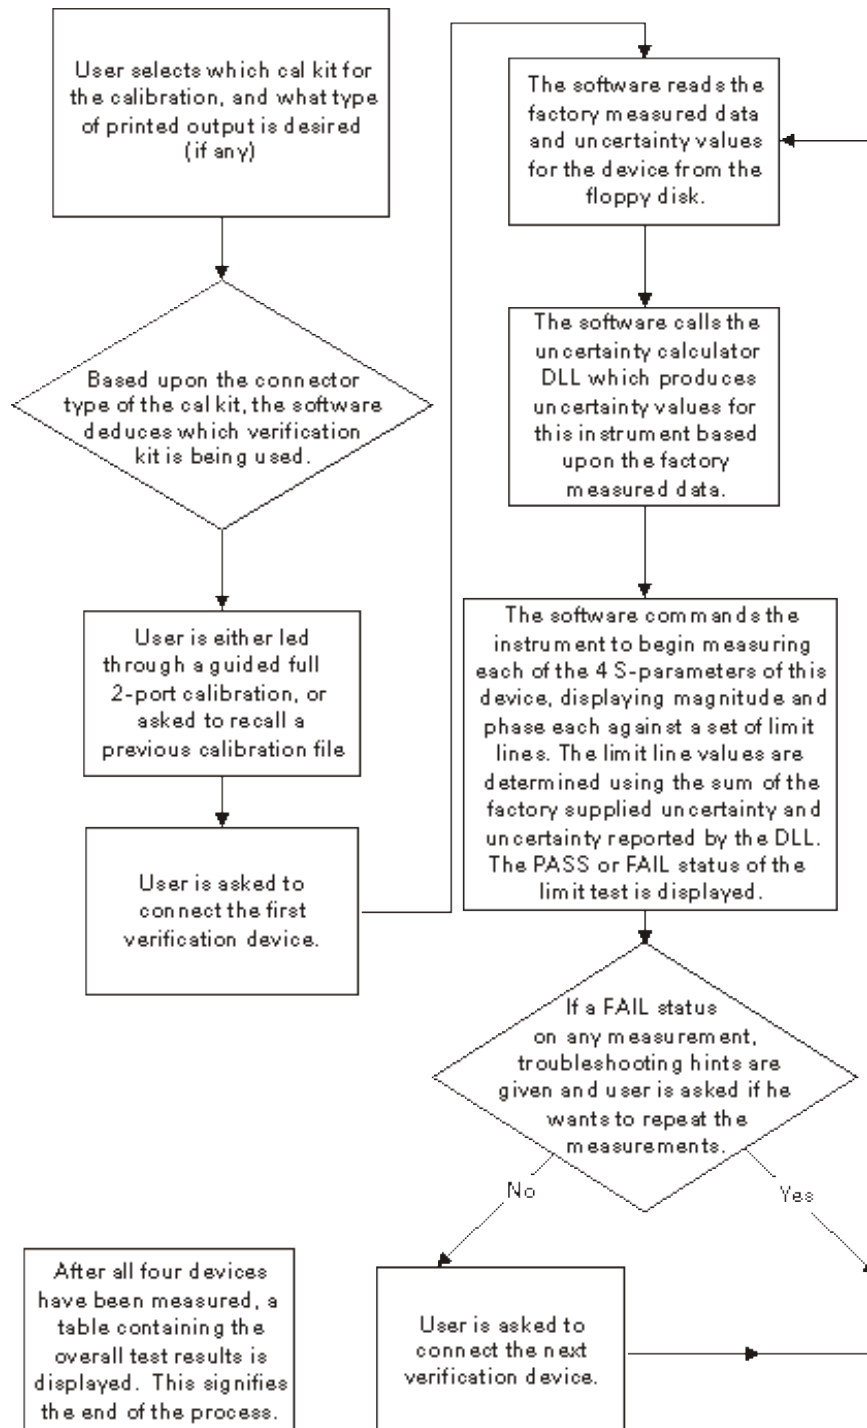 User selects which cal kit for
the calibration, and what type
of printed output is desired
(if any)
Based upon the connector
type of the cal kit, the software
deduces which verification
kit is being used.
User is either led
through a guided full
2-port calibration, or
asked to recall a
previous calibration file
User is asked to
connect the first
verification device.
The software reads the
factory measured data
and uncertainty values
for the device from the
floppy disk.
The software calls the
uncertainty calculator
DLL which produces
uncertainty values for
this instrument based
upon the factory
measured data.
The software commands the
instrument to begin measuring
each of the 4 S-parameters of this
device, displaying magnitude and
phase each against a set of limit
lines. The limit line values are
determined using the sum of the
factory supplied uncertainty and
uncertainty reported by the DLL.
The PASS or FAIL status of the
limit test is displayed.
If a FAIL status
on any measurement,
troubleshooting hints are
given and user is asked if he
wants to repeat the
measurements.
No
Yes
User is asked to
connect the next
verification device.
After all four devices
have been measured, a
table containing the
overall test results is
displayed. This signifies
the end of the process.